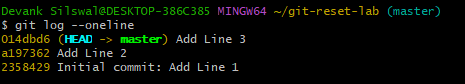 Devank Silswal@DESKTOP-386C385 MINGW64 ~/git-reset-lab (master)
$ git log --oneline
014dbd6 (HEAD -> master) Add Line 3
a197362 Add Line 2
2358429 Initial commit: Add Line 1